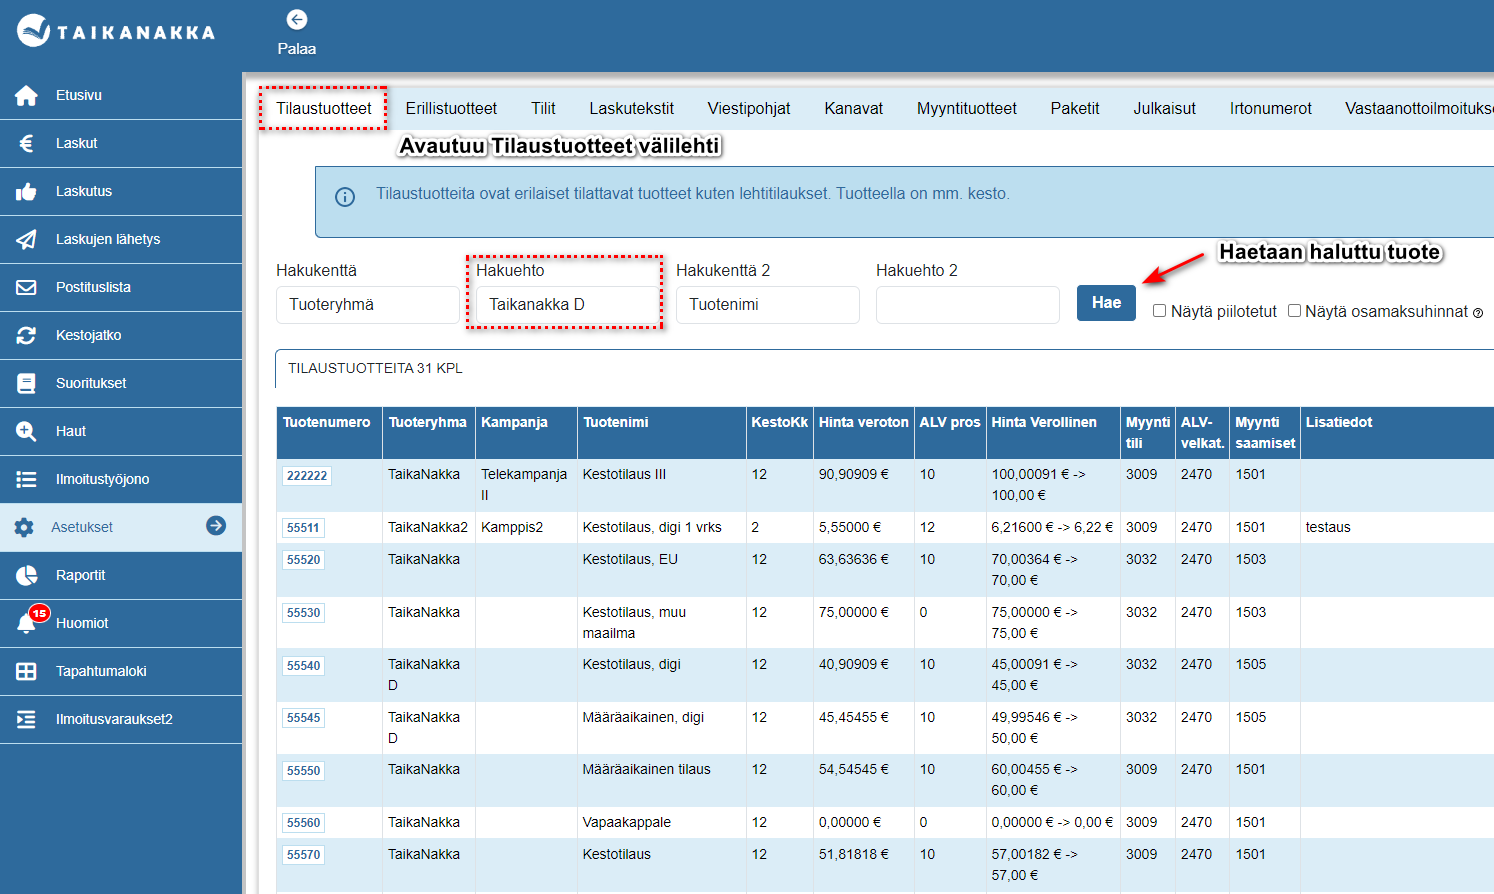 TAIKANAKKA
Palaa
Etusivu
Laskut
Laskutus
Laskujen lähetys
Postituslista
Kestojatko
Suoritukset
Haut
Ilmoitustyöjono
Asetukset
Raportit
15
Huomiot
Tapahtumaloki
Ilmoitusvaraukset2
Tilaustuotteet Erillistuotteet Tilit Laskutekstit Viestipohjat Kanavat Myyntituotteet Paketit Julkaisut Irtonumerot Vastaanottoilmoitukse
Avautuu Tilaustuotteet välilehti
Tilaustuotteita ovat erilaiset tilattavat tuotteet kuten lehtitilaukset. Tuotteella on mm. kesto.
Haetaan haluttu tuote
Hakukenttä Hakuehto Hakukenttä 2 Hakuehto 2
Tuoteryhmä Taikanakka D Tuotenimi Hae Näytä piilotetut Näytä osamaksuhinnat
TILAUSTUOTTEITA 31 KPL
Tuotenumero Tuoteryhma Kampanja Tuotenimi KestoKk Hinta veroton ALV pros Hinta Verollinen Myynti ALV- Myynti Lisatiedot
tili velkat. saamiset
222222 TaikaNakka Telekampanja Kestotilaus III 12 90,90909 € 10 100,00091 € -> 3009 2470 1501
II 100,00 €
55511 TaikaNakka2 Kamppis2 Kestotilaus, digi 1 vrks 2 5,55000 € 12 6,21600 € -> 6,22 € 3009 2470 1501 testaus
55520 TaikaNakka Kestotilaus, EU 12 63,63636 € 10 70,00364 € -> 3032 2470 1503
70,00 €
55530 TaikaNakka Kestotilaus, muu 12 75,00000 € 0 75,00000 € -> 3032 2470 1503
maailma 75,00 €
55540 TaikaNakka Kestotilaus, digi 12 40,90909 € 10 45,00091 € -> 3032 2470 1505
D 45,00 €
55545 TaikaNakka Määräaikainen, digi 12 45,45455 € 10 49,99546 € -> 3032 2470 1505
D 50,00 €
55550 TaikaNakka Määräaikainen tilaus 12 54,54545 € 10 60,00455 € -> 3009 2470 1501
60,00 €
55560 TaikaNakka Vapaakappale 12 0,00000 € 0 0,00000 € -> 0,00 € 3009 2470 1501
55570 TaikaNakka Kestotilaus 12 51,81818 € 10 57,00182 € -> 3009 2470 1501
57,00 €